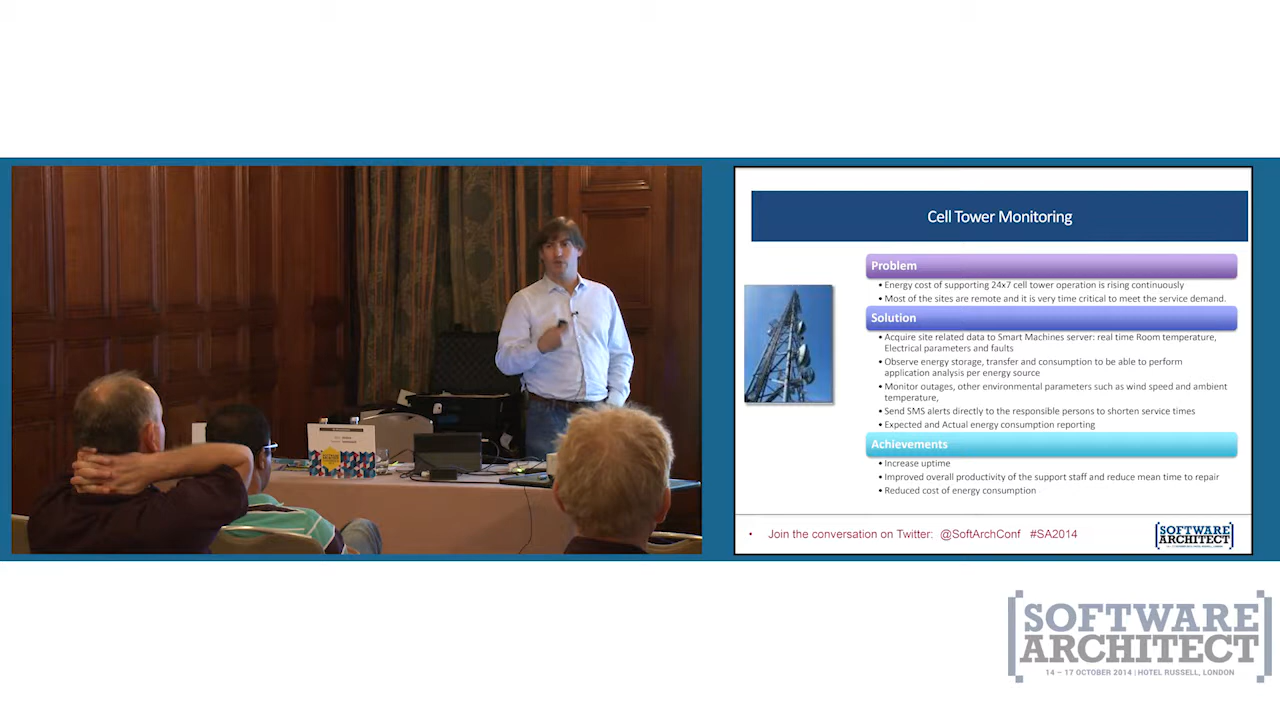 Cell Tower Monitoring
Problem
• Energy cost of supporting 24x7 cell tower operation is rising continuously
• Most of the sites are remote and it is very time critical to meet the service demand.
Solution
• Acquire site related data to Smart Machines server: real time Room temperature,
Electrical parameters and faults
• Observe energy storage, transfer and consumption to be able to perform
application analysis per energy source
• Monitor outages, other environmental parameters such as wind speed and ambient
temperature,
• Send SMS alerts directly to the responsible persons to shorten service times
• Expected and Actual energy consumption reporting
Achievements
• Increase uptime
• Improved overall productivity of the support staff and reduce mean time to repair
• Reduced cost of energy consumption
• Join the conversation on Twitter: @SoftArchConf #SA2014
[SOFTWARE
ARCHITECT]
[SOFTWARE
ARCHITECT]
14 – 17 OCTOBER 2014 | HOTEL RUSSELL, LONDON